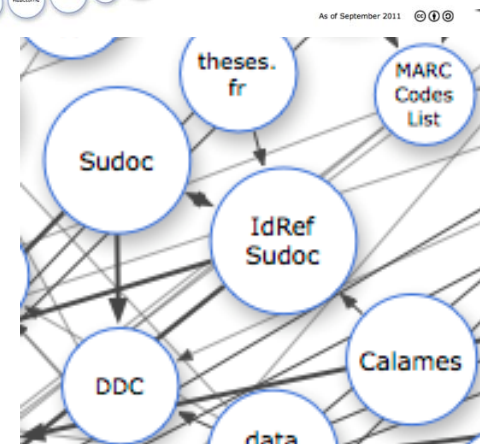 As of September 2011
theses.
fr
MARC
Codes
List
Sudoc
IdRef
Sudoc
Calames
DDC
data